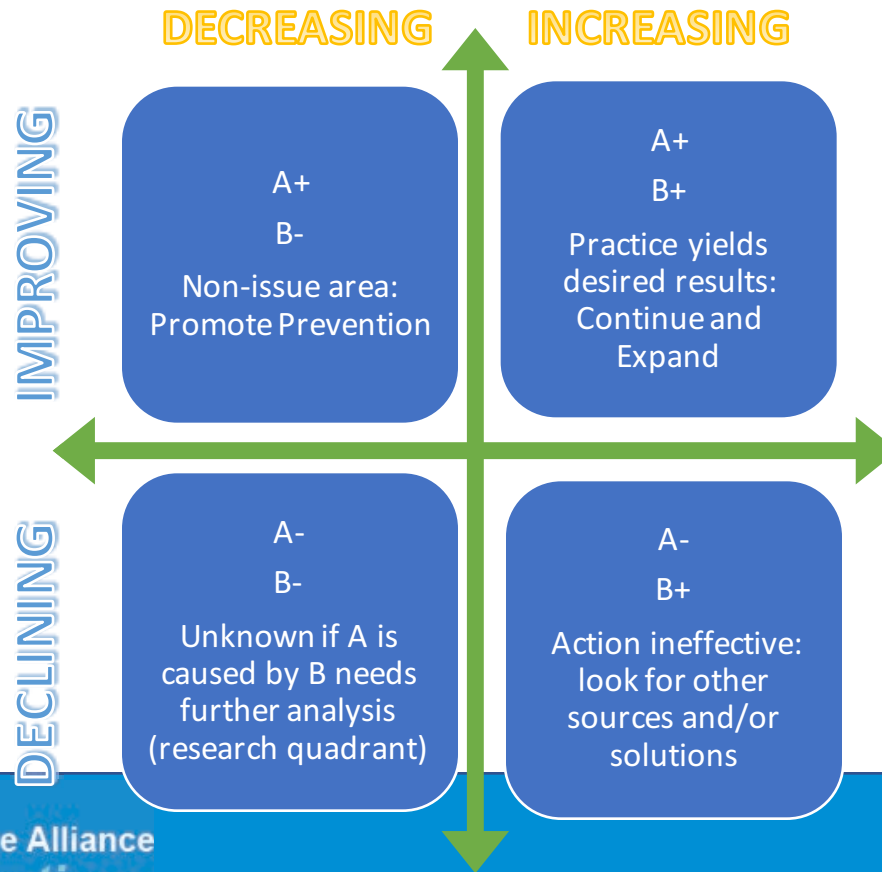 DECREASING
INCREASING
IMPROVING
A+
B-
Non-issue area:
Promote Prevention
A+
B+
Practice yields
desired results:
Continue and
Expand
DECLINING
A-
B-
Unknown if A is
caused by B needs
further analysis
(research quadrant)
A-
B+
Action ineffective:
look for other
sources and/or
solutions
Alliance